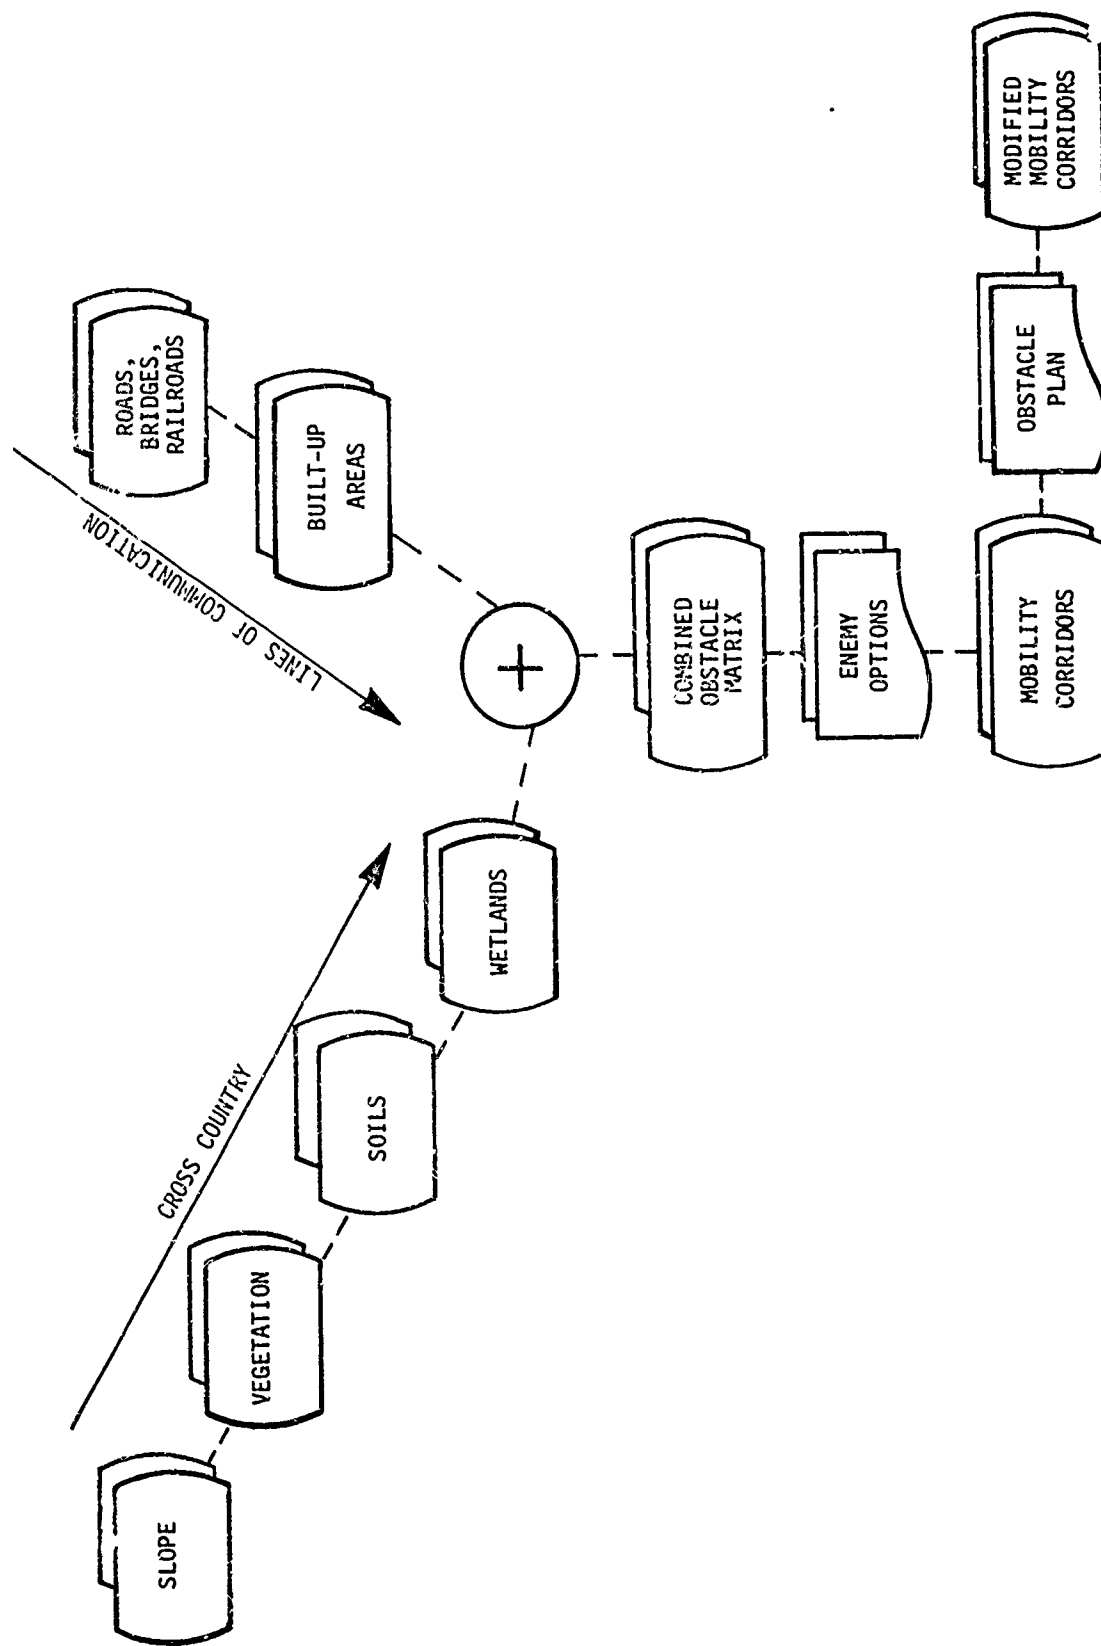 CROSS COUNTRY
LINES OF COMMUNICATION
SLOPE
VEGETATION
SOILS
WETLANDS
ROADS,
BRIDGES,
RAILROADS
BUILT-UP
AREAS
+
COMBINED
OBSTACLE
MATRIX
ENEMY
OPTIONS
MOBILITY
CORRIDORS
OBSTACLE
PLAN
MODIFIED
MOBILITY
CORRIDORS